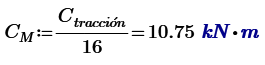 C_M := C_tracción / 16 = 10.75 kN · m